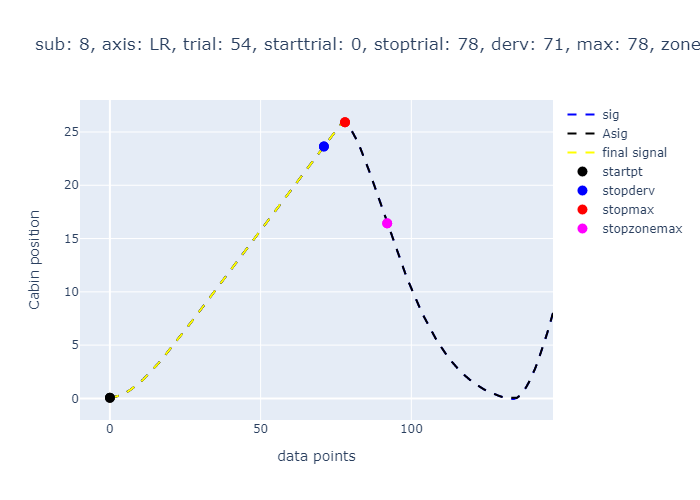 sub: 8, axis: LR, trial: 54, starttrial: 0, stoptrial: 78, derv: 71, max: 78, zone
25
20
15
10
5
0
Cabin position
0 50 100
data points
sig
Asig
final signal
startpt
stopderv
stopmax
stopzonemax